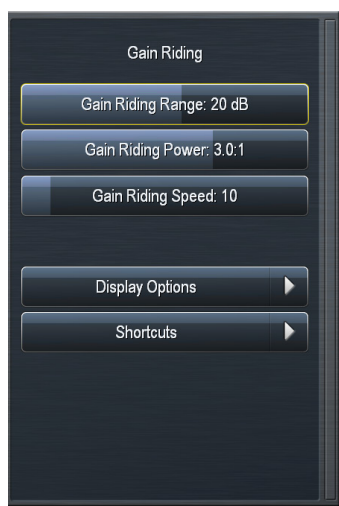 Gain Riding
Gain Riding Range: 20 dB
Gain Riding Power: 3.0:1
Gain Riding Speed: 10
Display Options
Shortcuts